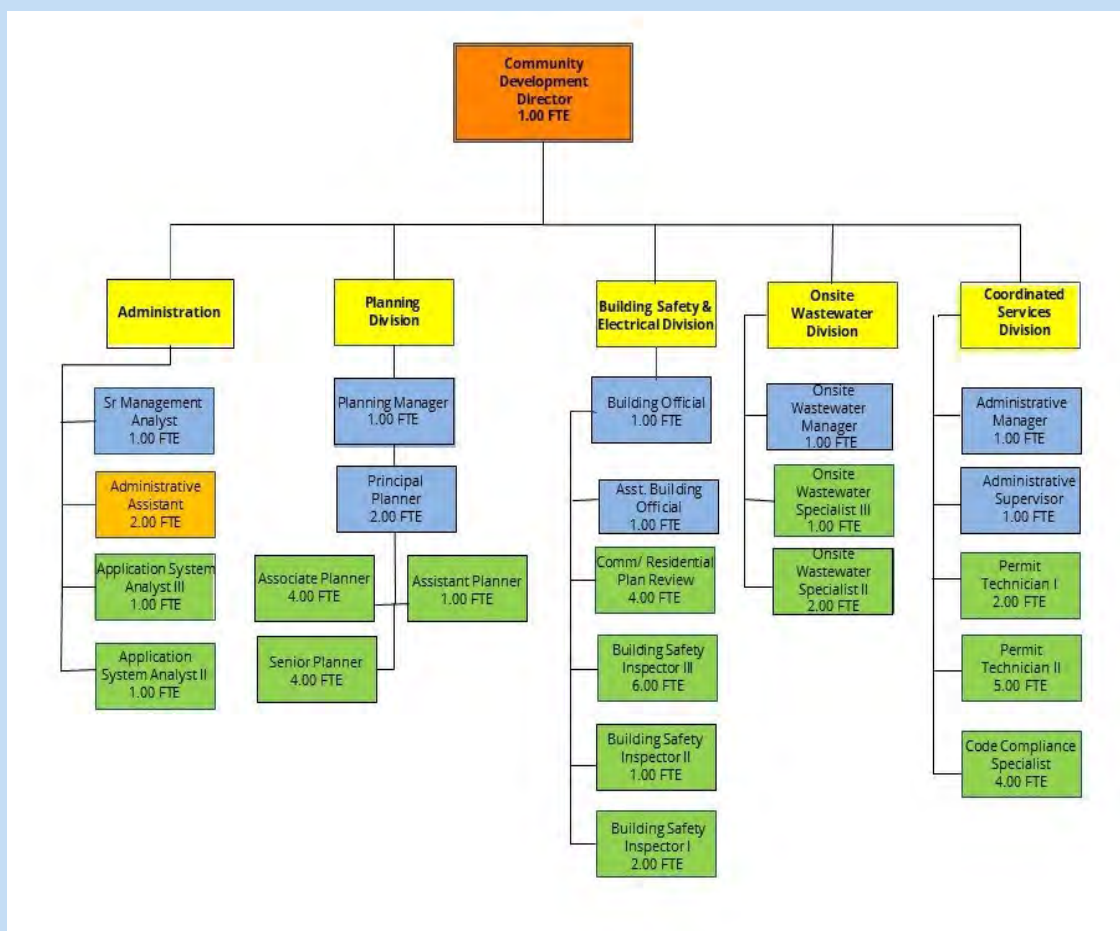 Community
Development
Director
1.00 FTE
Administration
Planning
Division
Building Safety &
Electrical Division
Onsite
Wastewater
Division
Coordinated
Services
Division
Sr Management
Analyst
1.00 FTE
Administrative
Assistant
2.00 FTE
Application System
Analyst III
1.00 FTE
Application
System Analyst II
1.00 FTE
Planning Manager
1.00 FTE
Principal
Planner
2.00 FTE
Associate Planner
4.00 FTE
Assistant Planner
1.00 FTE
Senior Planner
4.00 FTE
Building Official
1.00 FTE
Asst. Building
Official
1.00 FTE
Comm/ Residential
Plan Review
4.00 FTE
Building Safety
Inspector III
6.00 FTE
Building Safety
Inspector II
1.00 FTE
Building Safety
Inspector I
2.00 FTE
Onsite
Wastewater
Manager
1.00 FTE
Onsite
Wastewater
Specialist III
1.00 FTE
Onsite
Wastewater
Specialist II
2.00 FTE
Administrative
Manager
1.00 FTE
Administrative
Supervisor
1.00 FTE
Permit
Technician I
2.00 FTE
Permit
Technician II
5.00 FTE
Code Compliance
Specialist
4.00 FTE